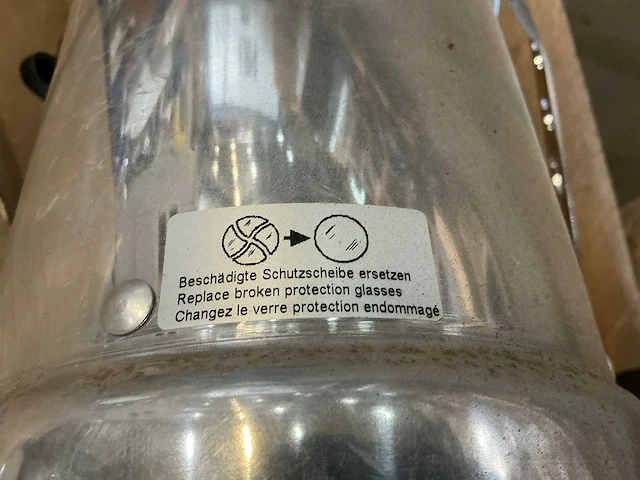 Beschädigte Schutzscheibe ersetzen
Replace broken protection glasses
Changez le verre protection endommagé